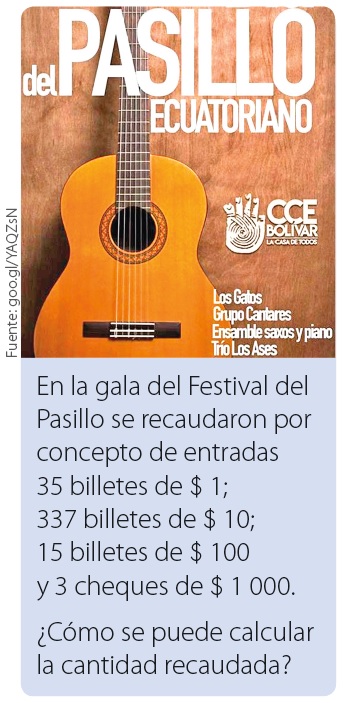 del PASILLO
ECUATORIANO
CCE
BOLÍVAR
LA CASA DE TODOS
Los Gatos
Grupo Cantares
Ensamble saxos y piano
Trío Los Ases
Fuente: goo.gl/YAQZsN
En la gala del Festival del
Pasillo se recaudaron por
concepto de entradas
35 billetes de $ 1;
337 billetes de $ 10;
15 billetes de $ 100
y 3 cheques de $ 1 000.
¿Cómo se puede calcular
la cantidad recaudada?